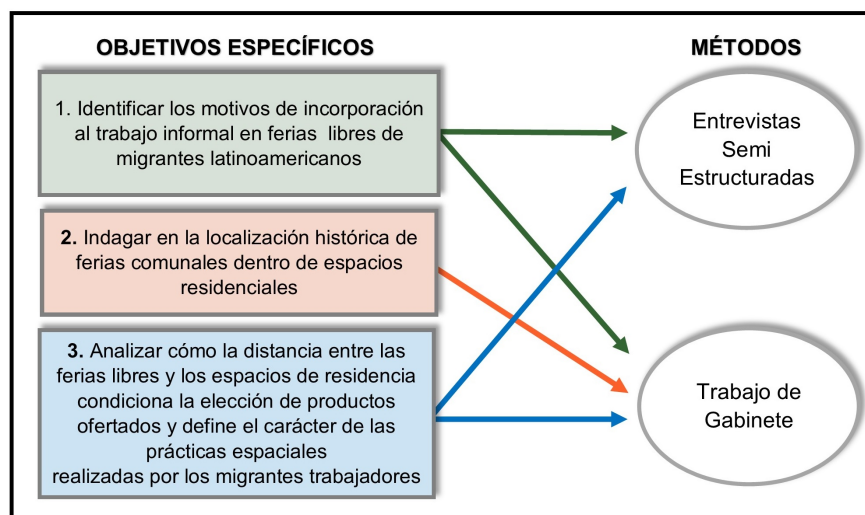 OBJETIVOS ESPECÍFICOS
MÉTODOS
1. Identificar los motivos de incorporación
al trabajo informal en ferias libres de
migrantes latinoamericanos
2. Indagar en la localización histórica de
ferias comunales dentro de espacios
residenciales
3. Analizar cómo la distancia entre las
ferias libres y los espacios de residencia
condiciona la elección de productos
ofertados y define el carácter de las
prácticas espaciales
realizadas por los migrantes trabajadores
Entrevistas
Semi
Estructuradas
Trabajo de
Gabinete